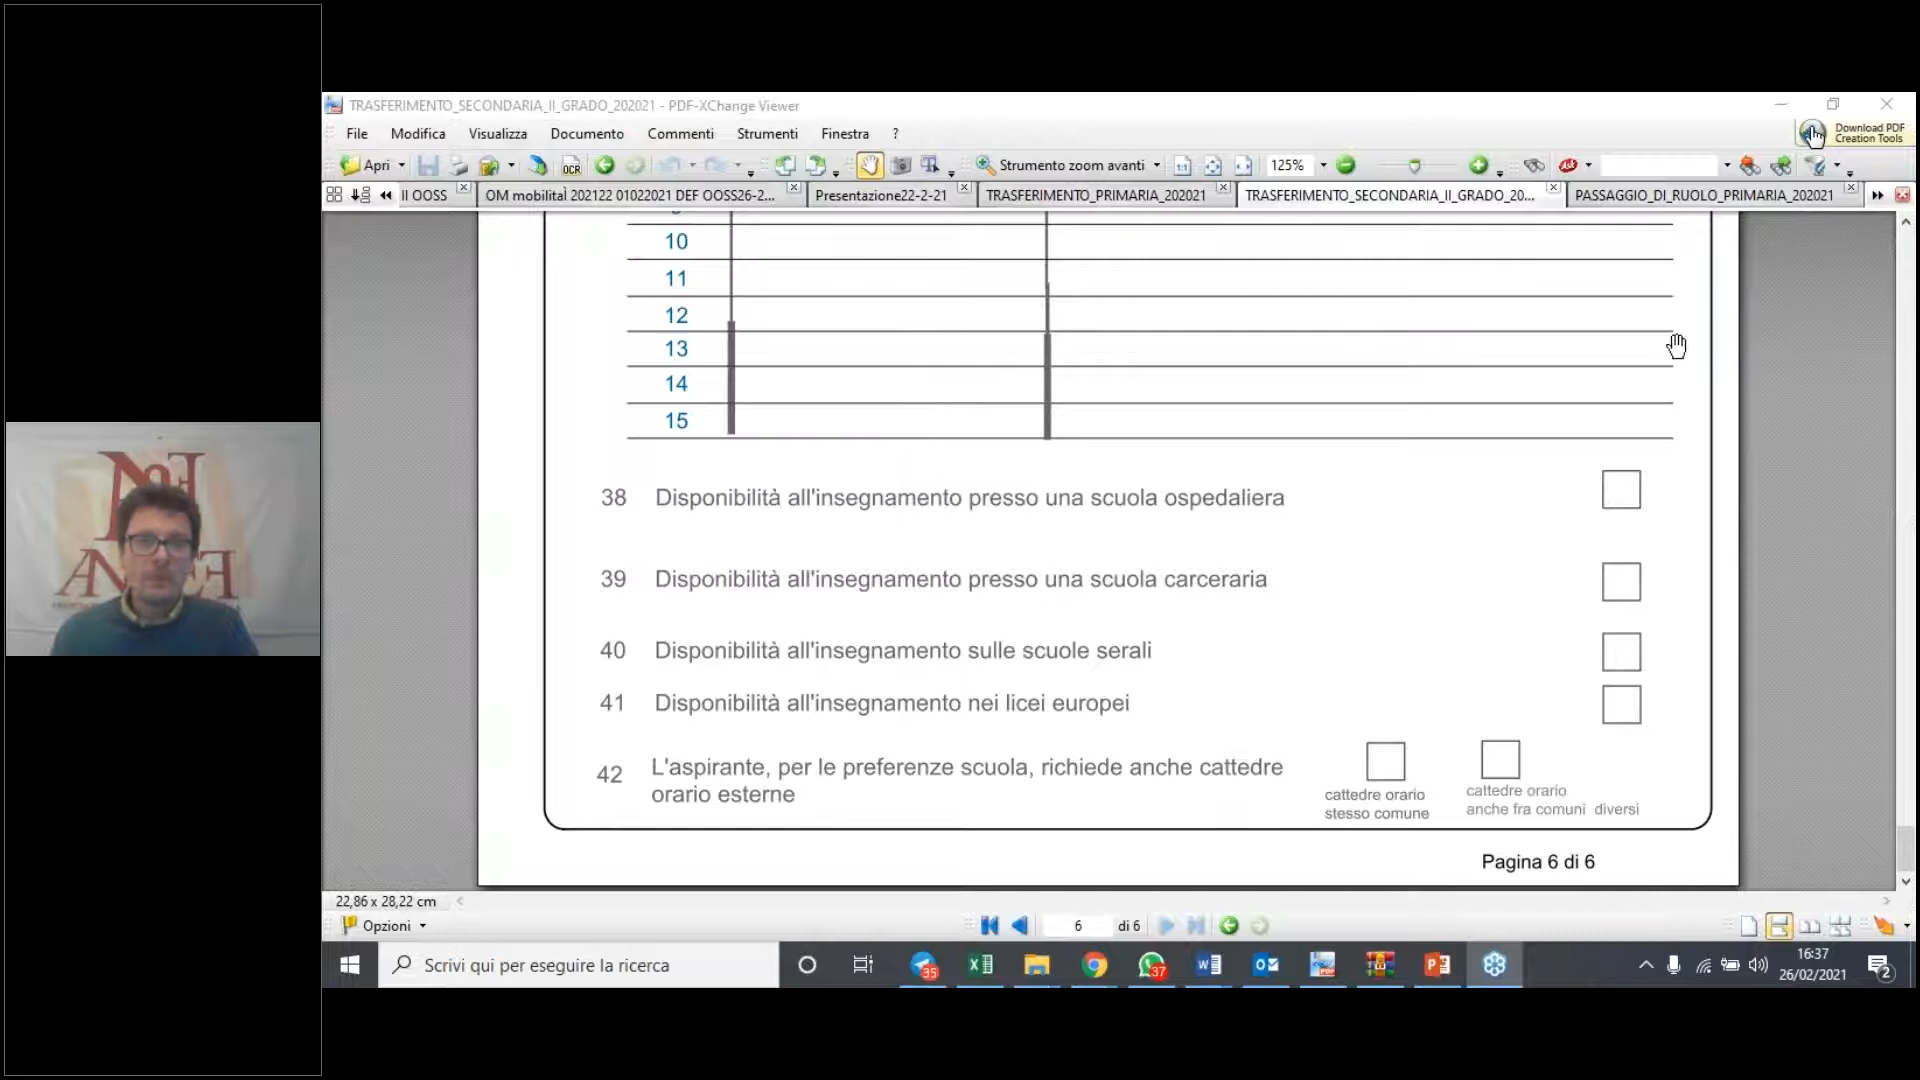 TRASFERIMENTO_SECONDARIA_II_GRADO_202021 - PDF-XChange Viewer
File Modifica Visualizza Documento Commenti Strumenti Finestra ?
Download PDF
Creation Tools
Apri OCR Strumento zoom avanti 1:1 125%
II OOSS OM mobilità 202122 01022021 DEF OOSS26-2... Presentazione22-2-21 TRASFERIMENTO_PRIMARIA_202021 TRASFERIMENTO_SECONDARIA_II_GRADO_20... PASSAGGIO_DI_RUOLO_PRIMARIA_202021
10
11
12
13
14
15
38 Disponibilità all'insegnamento presso una scuola ospedaliera
39 Disponibilità all'insegnamento presso una scuola carceraria
40 Disponibilità all'insegnamento sulle scuole serali
41 Disponibilità all'insegnamento nei licei europei
42 L'aspirante, per le preferenze scuola, richiede anche cattedre
orario esterne
cattedre orario
stesso comune
cattedre orario
anche fra comuni diversi
Pagina 6 di 6
22,86 x 28,22 cm
Opzioni 6 di 6
Scrivi qui per eseguire la ricerca
35
37
16:37
26/02/2021
2